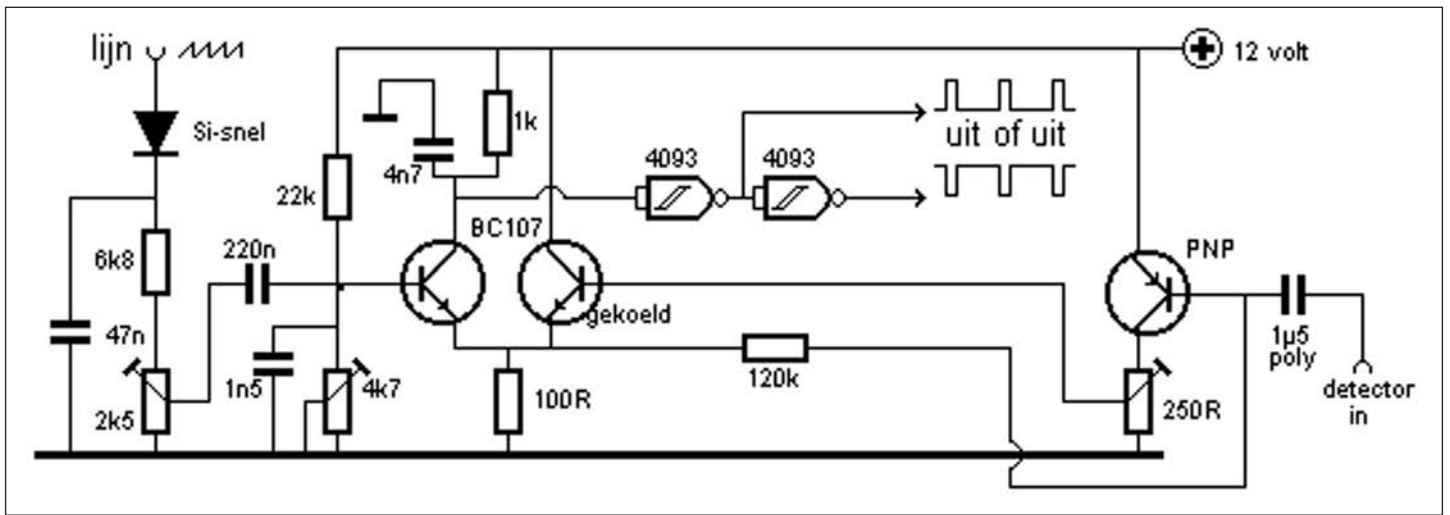 lijn
12 volt
Si-snel
1k
4n7
4093
4093
uit of uit
22k
BC107
PNP
6k8
220n
gekoeld
47n
1µ5
poly
1n5
4k7
120k
2k5
100R
250R
detector
in